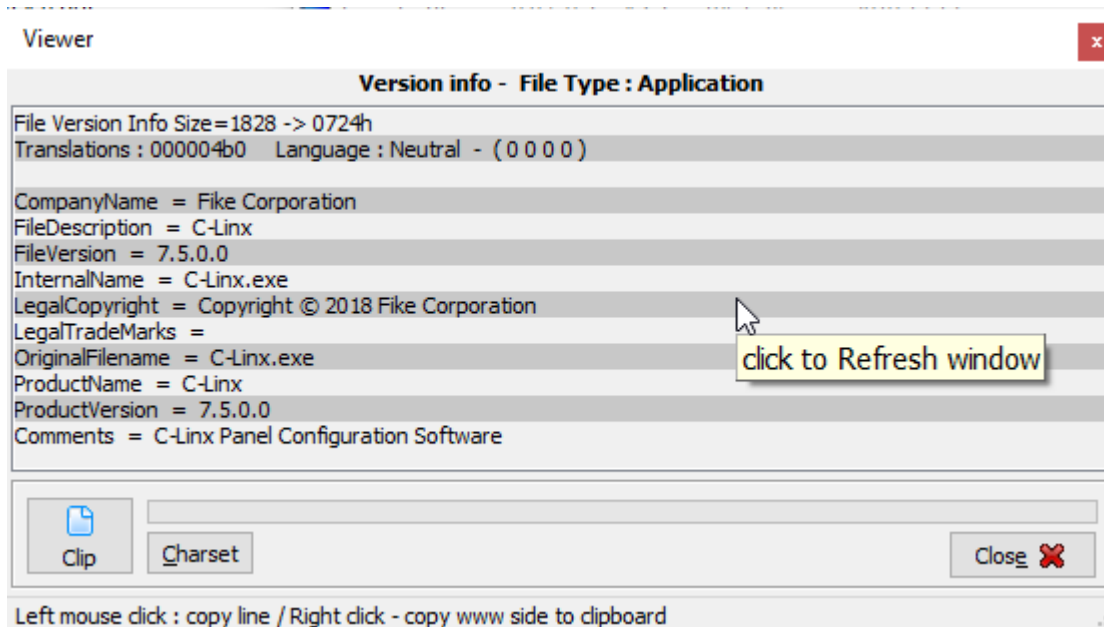 Viewer
x
Version info - File Type : Application
File Version Info Size=1828 -> 0724h
Translations : 000004b0 Language : Neutral - ( 0 0 0 0 )
CompanyName = Fike Corporation
FileDescription = C-Linx
FileVersion = 7.5.0.0
InternalName = C-Linx.exe
LegalCopyright = Copyright © 2018 Fike Corporation
LegalTradeMarks =
OriginalFilename = C-Linx.exe
click to Refresh window
ProductName = C-Linx
ProductVersion = 7.5.0.0
Comments = C-Linx Panel Configuration Software
Clip
Charset
Close
Left mouse click : copy line / Right click - copy www side to clipboard